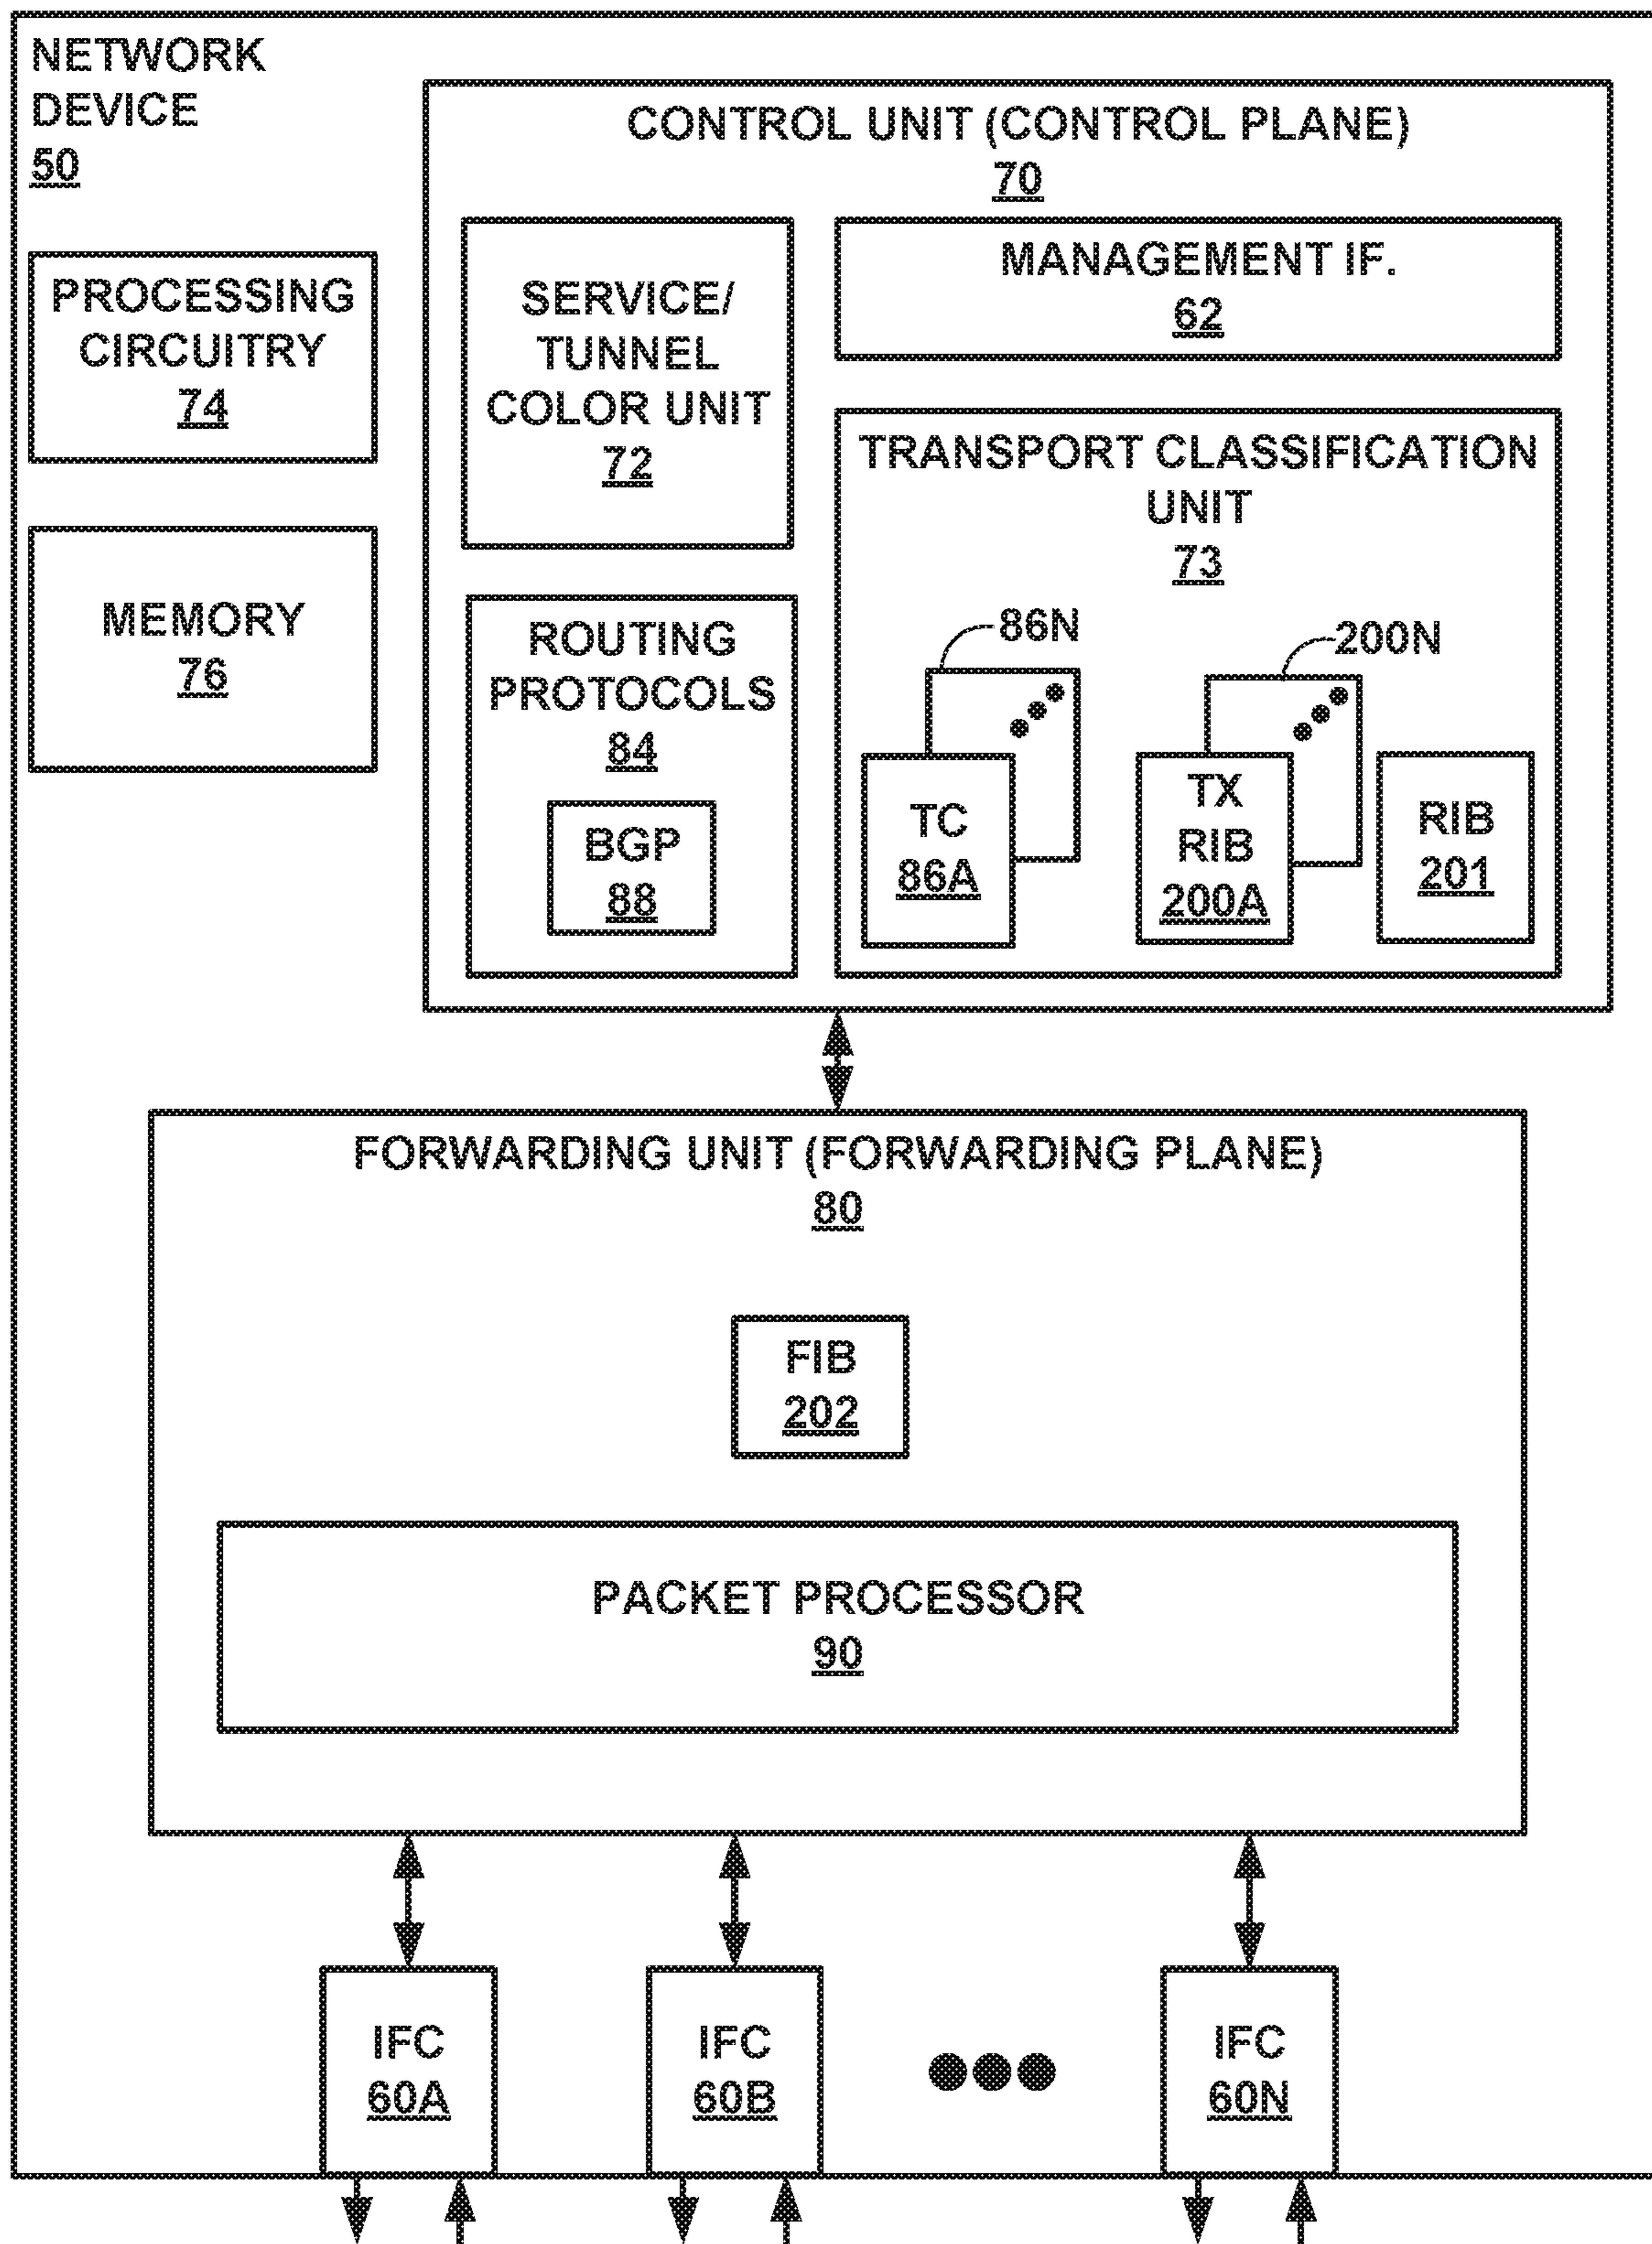 NETWORK
DEVICE
50
PROCESSING
CIRCUITRY
74
MEMORY
76
CONTROL UNIT (CONTROL PLANE)
70
SERVICE/
TUNNEL
COLOR UNIT
72
MANAGEMENT IF.
62
ROUTING
PROTOCOLS
84
BGP
88
TRANSPORT CLASSIFICATION
UNIT
73
86N
200N
TC
86A
TX
RIB
200A
RIB
201
FORWARDING UNIT (FORWARDING PLANE)
80
FIB
202
PACKET PROCESSOR
90
IFC
60A
IFC
60B
IFC
60N